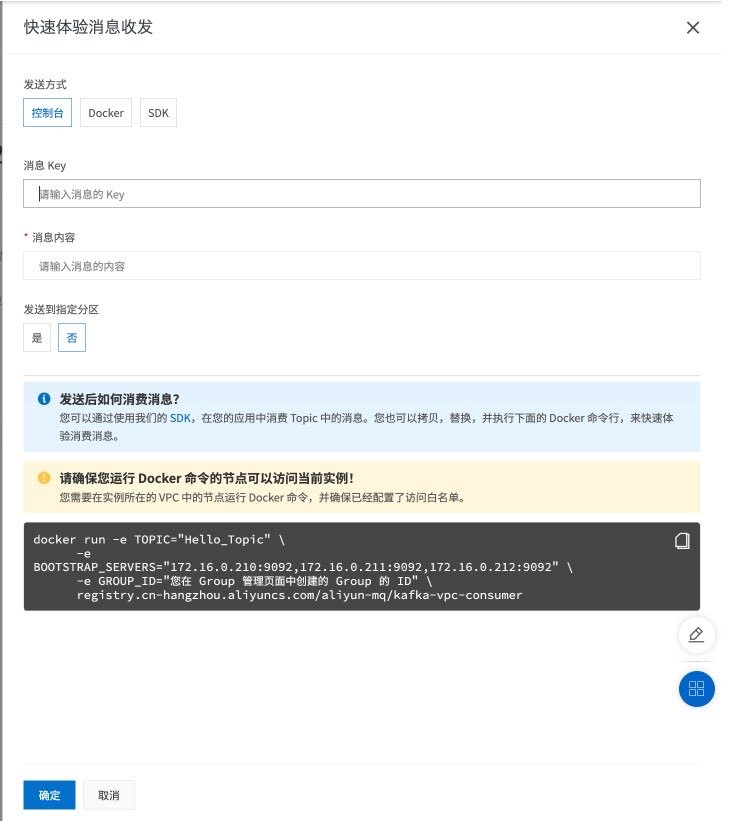 快速体验消息收发
发送方式
控制台 Docker SDK
消息 Key
请输入消息的 Key
* 消息内容
请输入消息的内容
发送到指定分区
是 否
发送后如何消费消息？
您可以通过使用我们的 SDK，在您的应用中消费 Topic 中的消息。您也可以拷贝，替换，并执行下面的 Docker 命令行，来快速体
验消费消息。
请确保您运行 Docker 命令的节点可以访问当前实例！
您需要在实例所在的 VPC 中的节点运行 Docker 命令，并确保已经配置了访问白名单。
docker run -e TOPIC="Hello_Topic" \
-e
BOOTSTRAP_SERVERS="172.16.0.210:9092,172.16.0.211:9092,172.16.0.212:9092" \
-e GROUP_ID="您在 Group 管理页面中创建的 Group 的 ID" \
registry.cn-hangzhou.aliyuncs.com/aliyun-mq/kafka-vpc-consumer
确定 取消